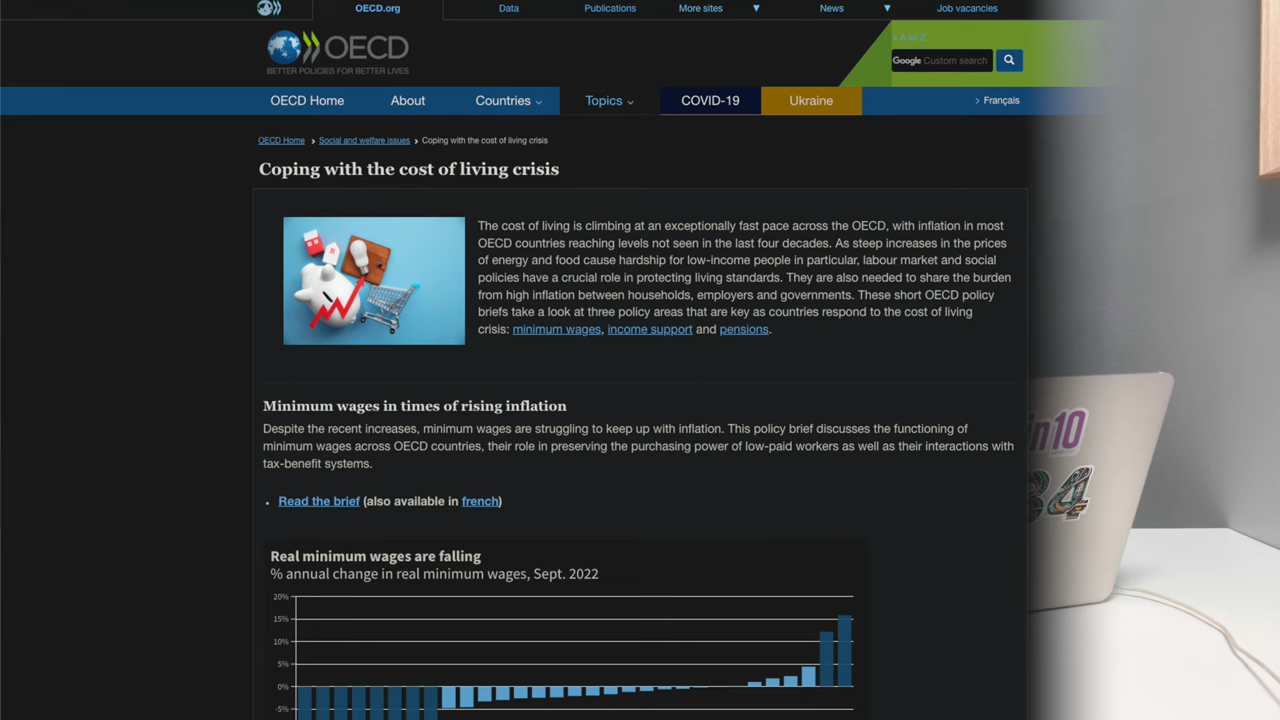 OECD.org
Data
Publications
More sites
News
Job vacancies
OECD
BETTER POLICIES FOR BETTER LIVES
A to Z
Google Custom search
OECD Home
About
Countries
Topics
COVID-19
Ukraine
Français
OECD Home › Social and welfare issues › Coping with the cost of living crisis
Coping with the cost of living crisis
The cost of living is climbing at an exceptionally fast pace across the OECD, with inflation in most
OECD countries reaching levels not seen in the last four decades. As steep increases in the prices
of energy and food cause hardship for low-income people in particular, labour market and social
policies have a crucial role in protecting living standards. They are also needed to share the burden
from high inflation between households, employers and governments. These short OECD policy
briefs take a look at three policy areas that are key as countries respond to the cost of living
crisis: minimum wages, income support and pensions.
Minimum wages in times of rising inflation
Despite the recent increases, minimum wages are struggling to keep up with inflation. This policy brief discusses the functioning of
minimum wages across OECD countries, their role in preserving the purchasing power of low-paid workers as well as their interactions with
tax-benefit systems.
• Read the brief (also available in french)
Real minimum wages are falling
% annual change in real minimum wages, Sept. 2022
20%
15%
10%
5%
0%
-5%
in10
84